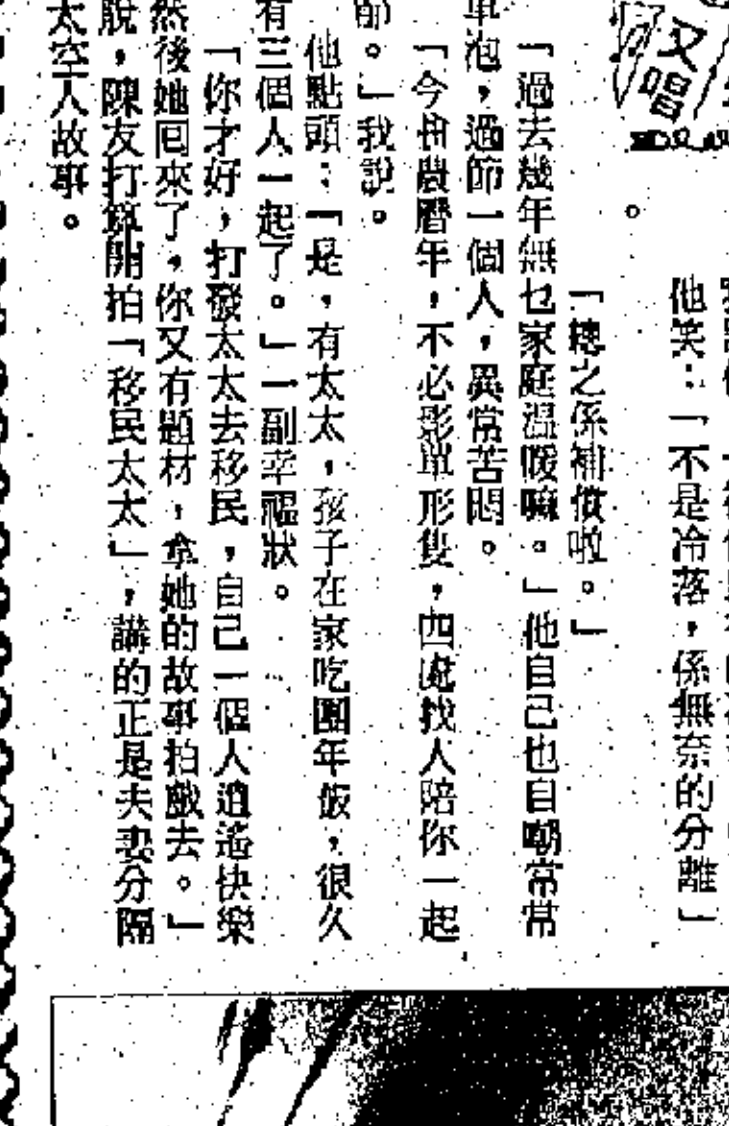 又唱
他笑：「不是冷落，係無奈的分離」
。
「總之係補償啦。」
「過去幾年無乜家庭温暖嘛。」他自己也自嘲常常
單泡，過節一個人，異常苦悶。
「今個農曆年，不必影單形隻，四處找人陪你一起
節。」我說。
他點頭：「是，有太太，孩子在家吃團年飯，很久
有三個人一起了。」一副幸福狀。
「你才好，打發太太去移民，自己一個人逍遙快樂
然後她回來了，你又有題材，拿她的故事拍戲去。」
脫，陳友打算開拍「移民太太」，講的正是夫妻分隔
太空人故事。